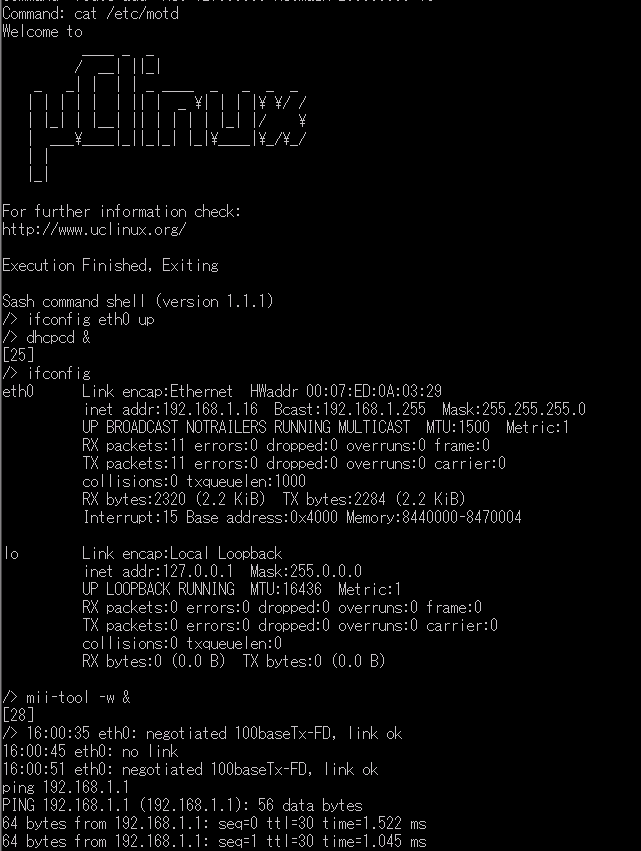 Command: cat /etc/motd
Welcome to
          ____ _  _
         /  __| ||_|
    _   _| |  | | _ ____  _   _  _  _
   | | | | |  | || |  _ ¥| | | |¥ ¥/ /
   | |_| | |__| || | | | | |_| |/    ¥
   |  ___¥____|_||_|_| |_|¥____|¥_/¥_/
   | |
   |_|
For further information check:
http://www.uclinux.org/
Execution Finished, Exiting
Sash command shell (version 1.1.1)
/> ifconfig eth0 up
/> dhcpcd &
[25]
/> ifconfig
eth0      Link encap:Ethernet  HWaddr 00:07:ED:0A:03:29
          inet addr:192.168.1.16  Bcast:192.168.1.255  Mask:255.255.255.0
          UP BROADCAST NOTRAILERS RUNNING MULTICAST  MTU:1500  Metric:1
          RX packets:11 errors:0 dropped:0 overruns:0 frame:0
          TX packets:11 errors:0 dropped:0 overruns:0 carrier:0
          collisions:0 txqueuelen:1000
          RX bytes:2320 (2.2 KiB)  TX bytes:2284 (2.2 KiB)
          Interrupt:15 Base address:0x4000 Memory:8440000-8470004
lo        Link encap:Local Loopback
          inet addr:127.0.0.1  Mask:255.0.0.0
          UP LOOPBACK RUNNING  MTU:16436  Metric:1
          RX packets:0 errors:0 dropped:0 overruns:0 frame:0
          TX packets:0 errors:0 dropped:0 overruns:0 carrier:0
          collisions:0 txqueuelen:0
          RX bytes:0 (0.0 B)  TX bytes:0 (0.0 B)
/> mii-tool -w &
[28]
/> 16:00:35 eth0: negotiated 100baseTx-FD, link ok
16:00:45 eth0: no link
16:00:51 eth0: negotiated 100baseTx-FD, link ok
ping 192.168.1.1
PING 192.168.1.1 (192.168.1.1): 56 data bytes
64 bytes from 192.168.1.1: seq=0 ttl=30 time=1.522 ms
64 bytes from 192.168.1.1: seq=1 ttl=30 time=1.045 ms